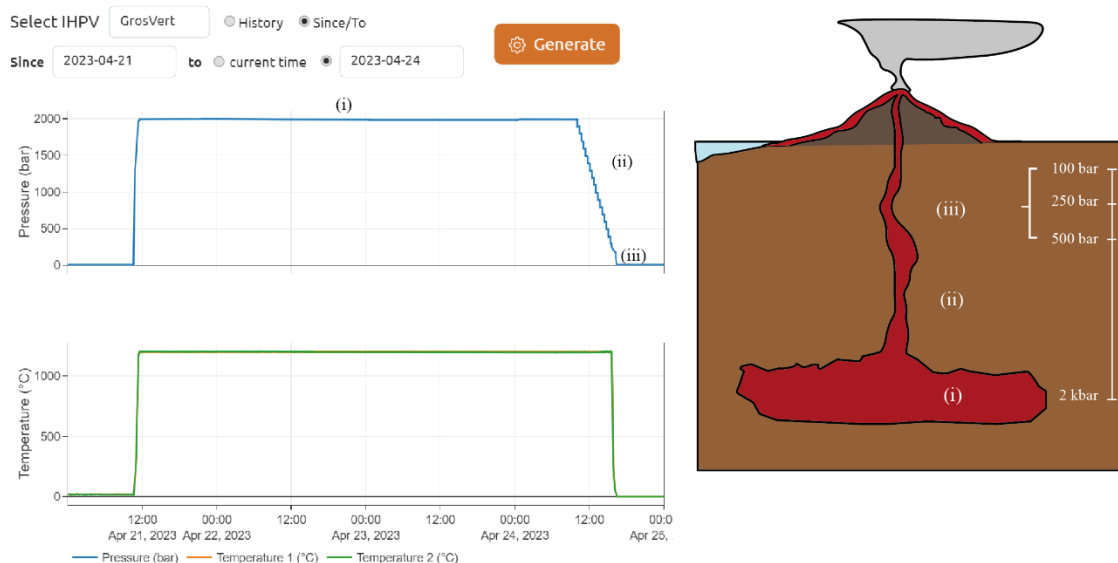 Select IHPV GrosVert History Since/To
Generate
Since 2023-04-21 to current time 2023-04-24
(i)
2000
1500
1000
500
0
Pressure (bar)
(ii)
(iii)
1000
500
0
Temperature (°C)
12:00 00:00 12:00 00:00 12:00 00:00 12:00 00:0
Apr 21, 2023 Apr 22, 2023 Apr 23, 2023 Apr 24, 2023 Apr 25,
Pressure (bar) Temperature 1 (°C) Temperature 2 (°C)
100 bar
(iii) 250 bar
500 bar
(ii)
(i) 2 kbar